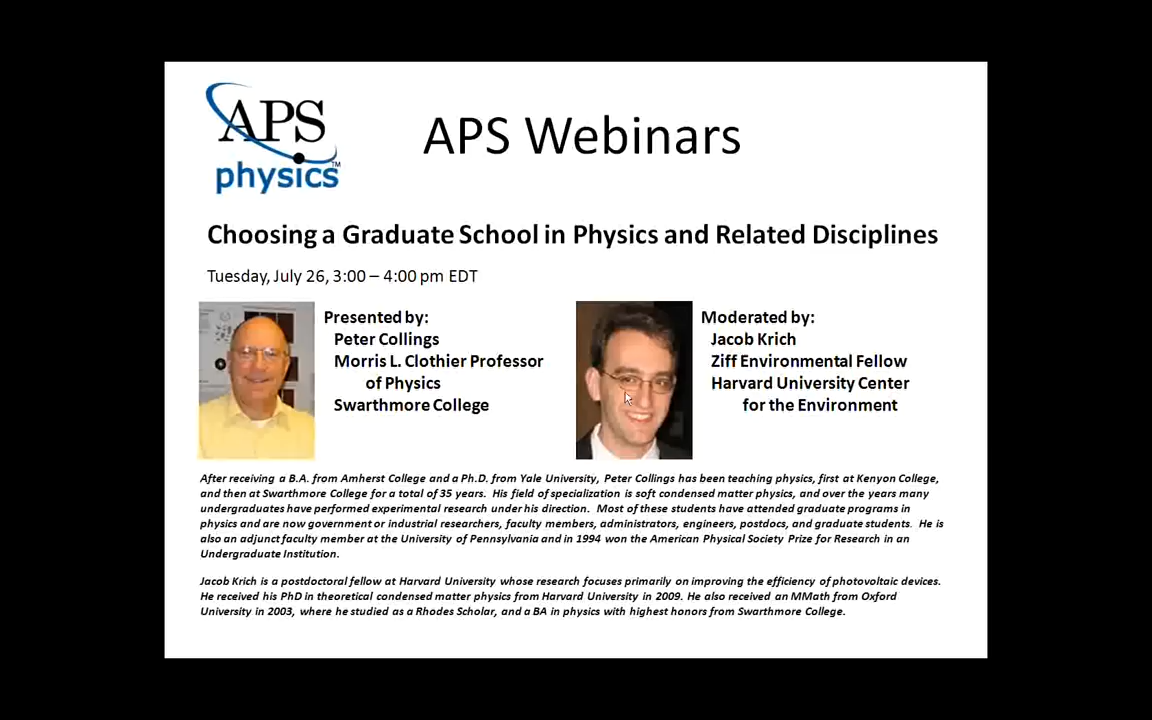 APS
physics™
APS Webinars
Choosing a Graduate School in Physics and Related Disciplines
Tuesday, July 26, 3:00 – 4:00 pm EDT
Presented by:
Peter Collings
Morris L. Clothier Professor
of Physics
Swarthmore College
Moderated by:
Jacob Krich
Ziff Environmental Fellow
Harvard University Center
for the Environment
After receiving a B.A. from Amherst College and a Ph.D. from Yale University, Peter Collings has been teaching physics, first at Kenyon College,
and then at Swarthmore College for a total of 35 years. His field of specialization is soft condensed matter physics, and over the years many
undergraduates have performed experimental research under his direction. Most of these students have attended graduate programs in
physics and are now government or industrial researchers, faculty members, administrators, engineers, postdocs, and graduate students. He is
also an adjunct faculty member at the University of Pennsylvania and in 1994 won the American Physical Society Prize for Research in an
Undergraduate Institution.
Jacob Krich is a postdoctoral fellow at Harvard University whose research focuses primarily on improving the efficiency of photovoltaic devices.
He received his PhD in theoretical condensed matter physics from Harvard University in 2009. He also received an MMath from Oxford
University in 2003, where he studied as a Rhodes Scholar, and a BA in physics with highest honors from Swarthmore College.